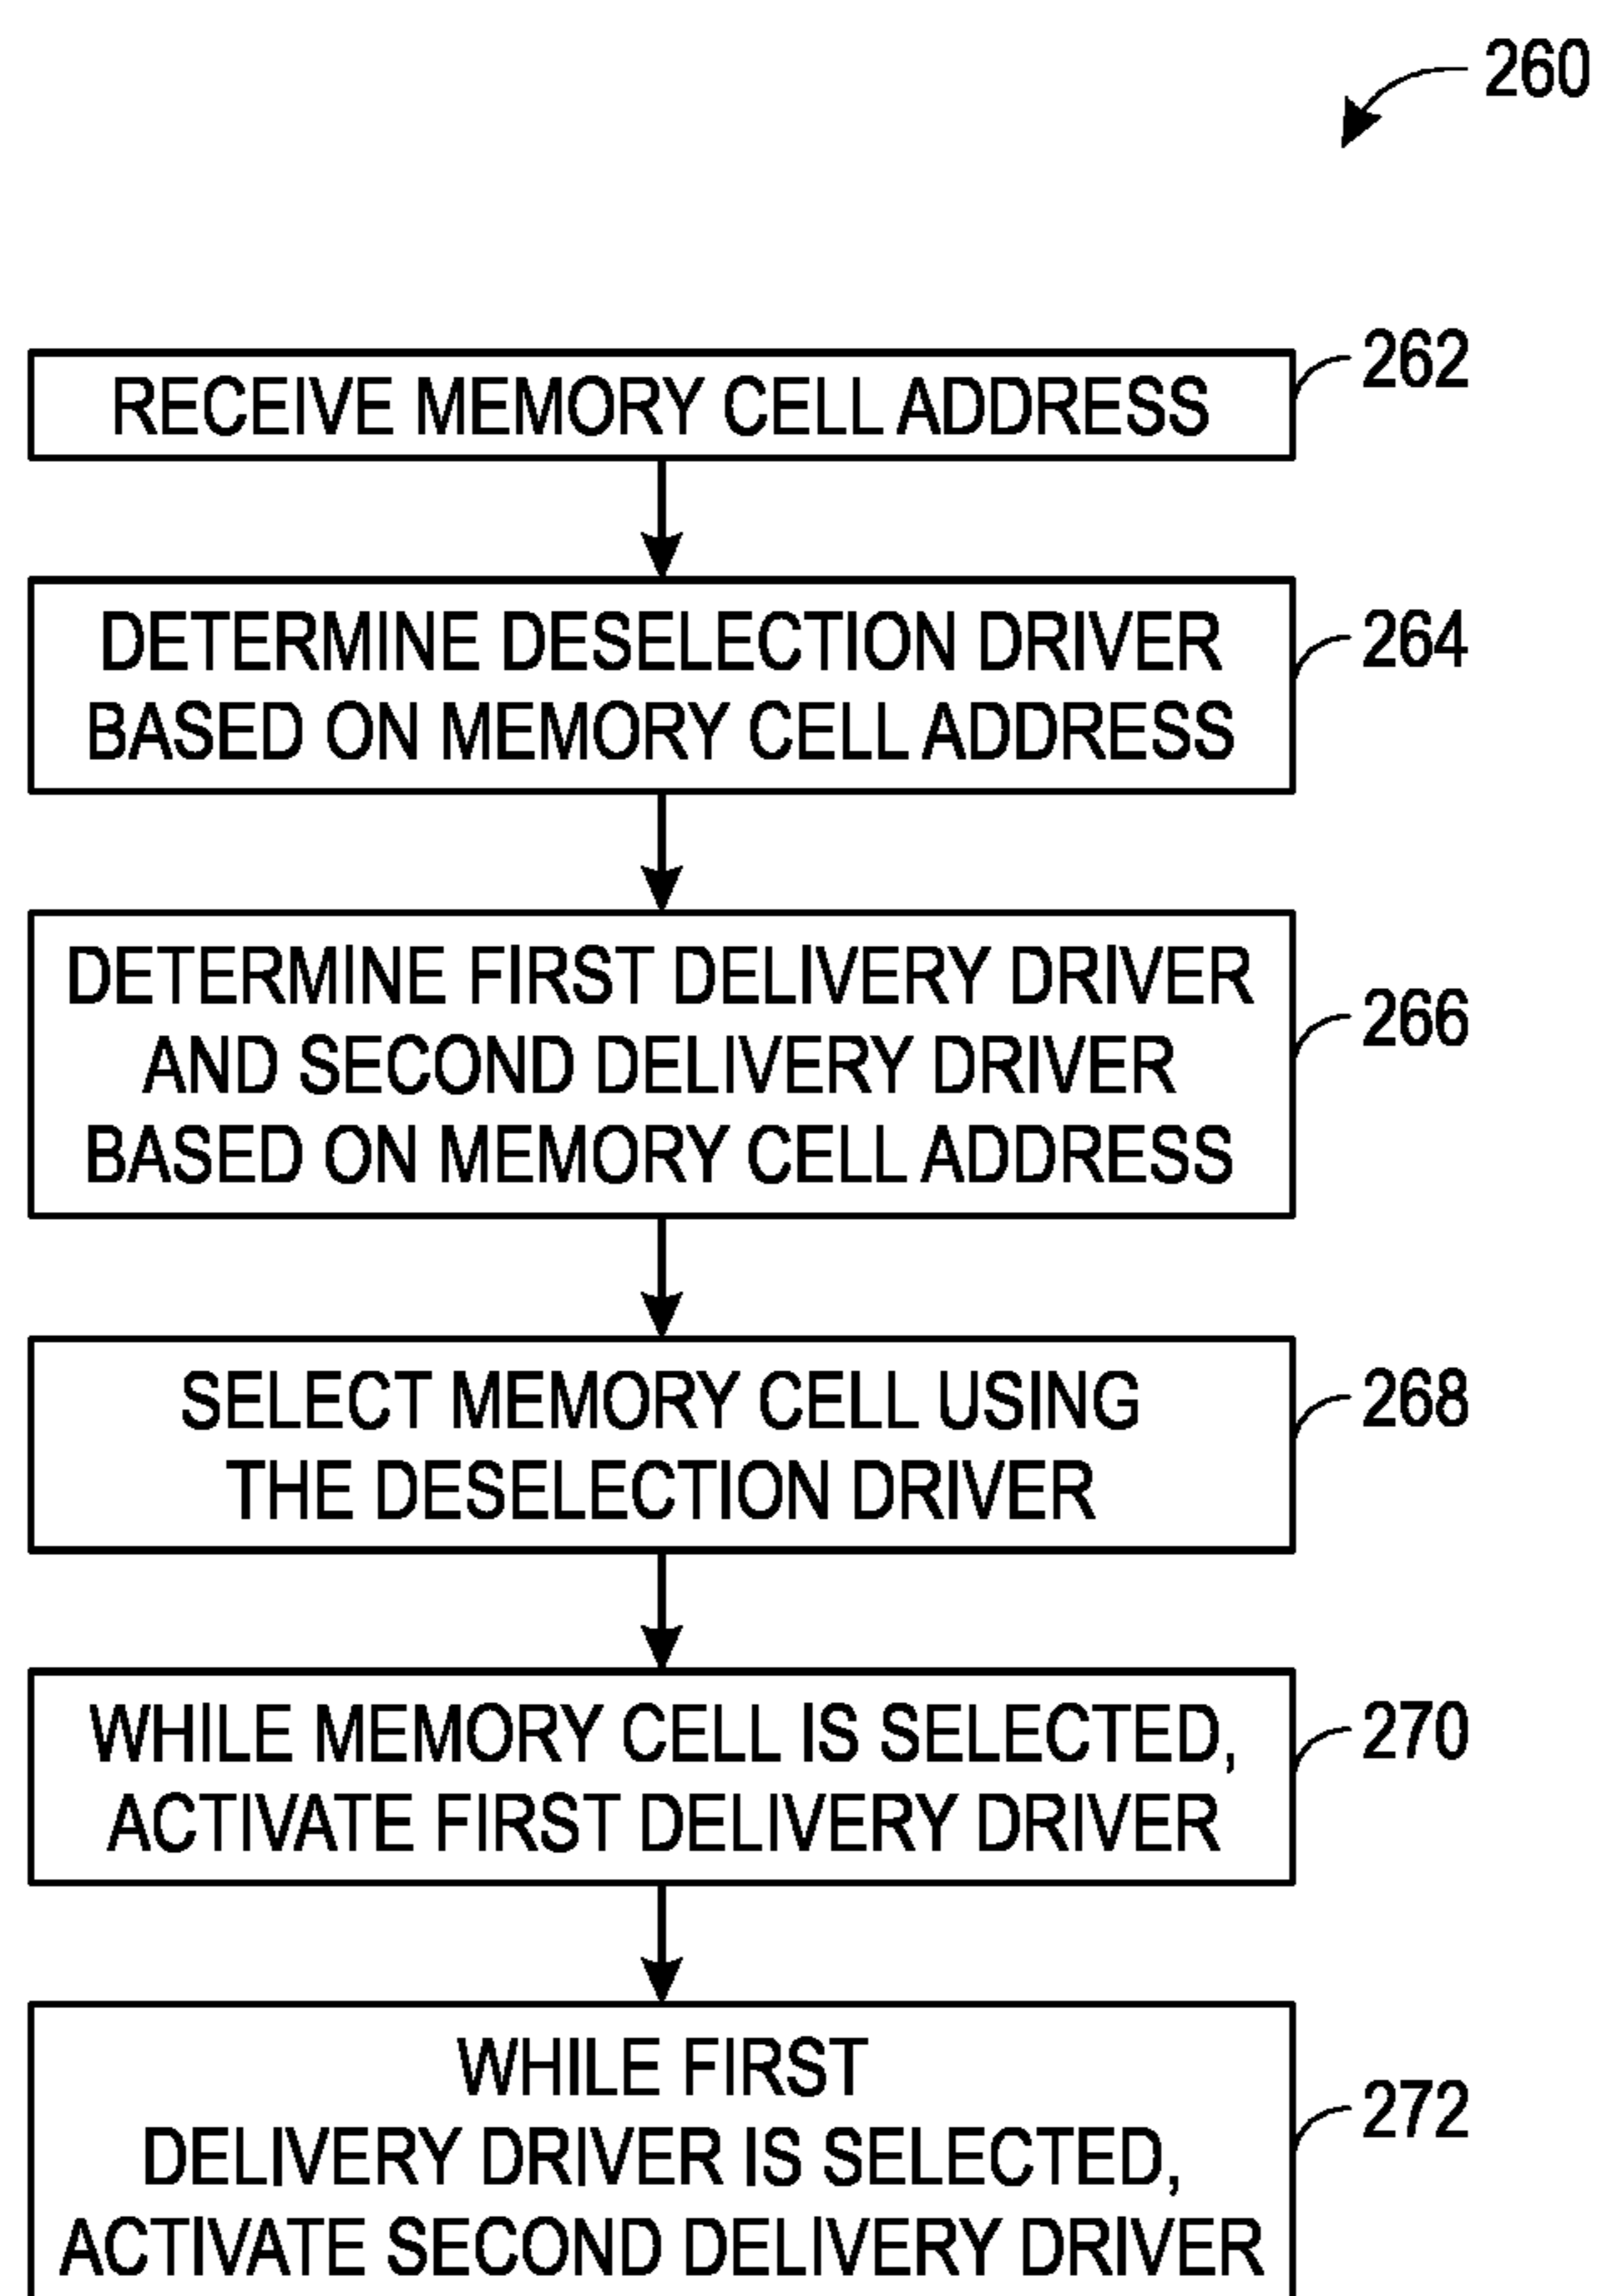 260
RECEIVE MEMORY CELL ADDRESS
262
DETERMINE DESELECTION DRIVER
BASED ON MEMORY CELL ADDRESS
264
DETERMINE FIRST DELIVERY DRIVER
AND SECOND DELIVERY DRIVER
BASED ON MEMORY CELL ADDRESS
266
SELECT MEMORY CELL USING
THE DESELECTION DRIVER
268
WHILE MEMORY CELL IS SELECTED,
ACTIVATE FIRST DELIVERY DRIVER
270
WHILE FIRST
DELIVERY DRIVER IS SELECTED,
ACTIVATE SECOND DELIVERY DRIVER
272